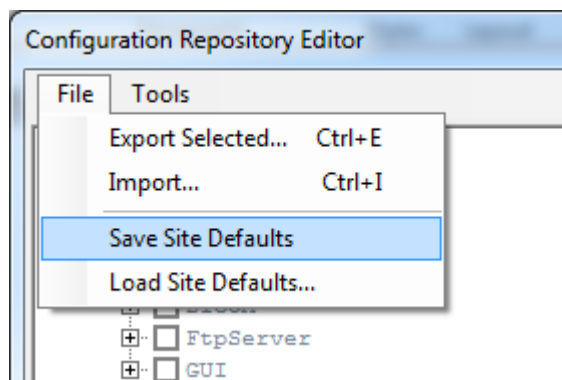 Configuration Repository Editor
File Tools
Export Selected... Ctrl+E
Import... Ctrl+I
Save Site Defaults
Load Site Defaults...
FtpServer
GUI